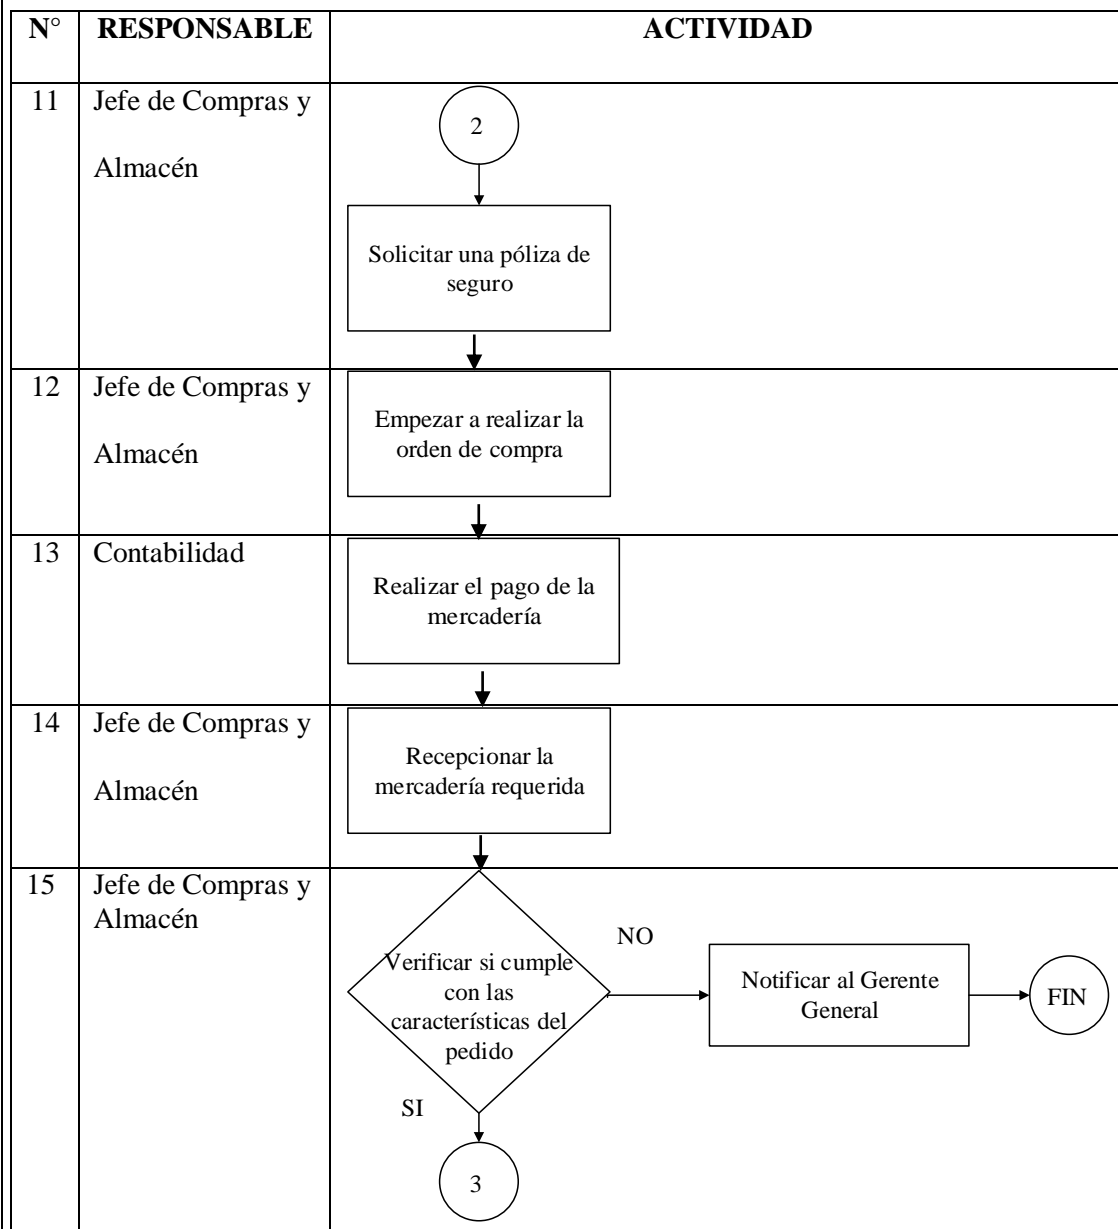 N° RESPONSABLE ACTIVIDAD
11 Jefe de Compras y
Almacén
2
Solicitar una póliza de
seguro
12 Jefe de Compras y
Almacén
Empezar a realizar la
orden de compra
13 Contabilidad
Realizar el pago de la
mercadería
14 Jefe de Compras y
Almacén
Recepcionar la
mercadería requerida
15 Jefe de Compras y
Almacén
Verificar si cumple
con las
características del
pedido
NO
Notificar al Gerente
General
FIN
SI
3